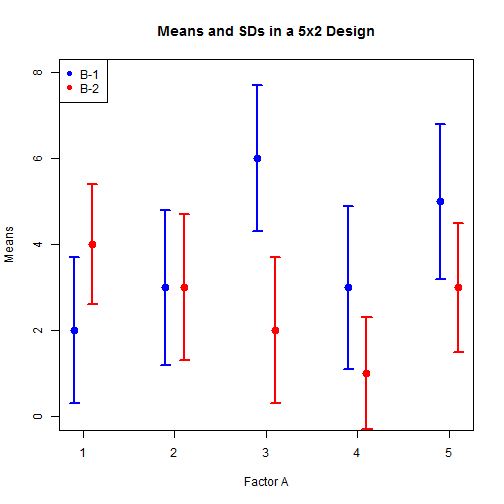 Means and SDs in a 5x2 Design
B-1
B-2
8
6
4
2
0
Means
1 2 3 4 5
Factor A